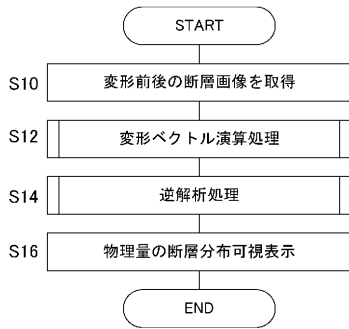 START
S10 変形前後の断層画像を取得
S12 変形ベクトル演算処理
S14 逆解析処理
S16 物理量の断層分布可視表示
END